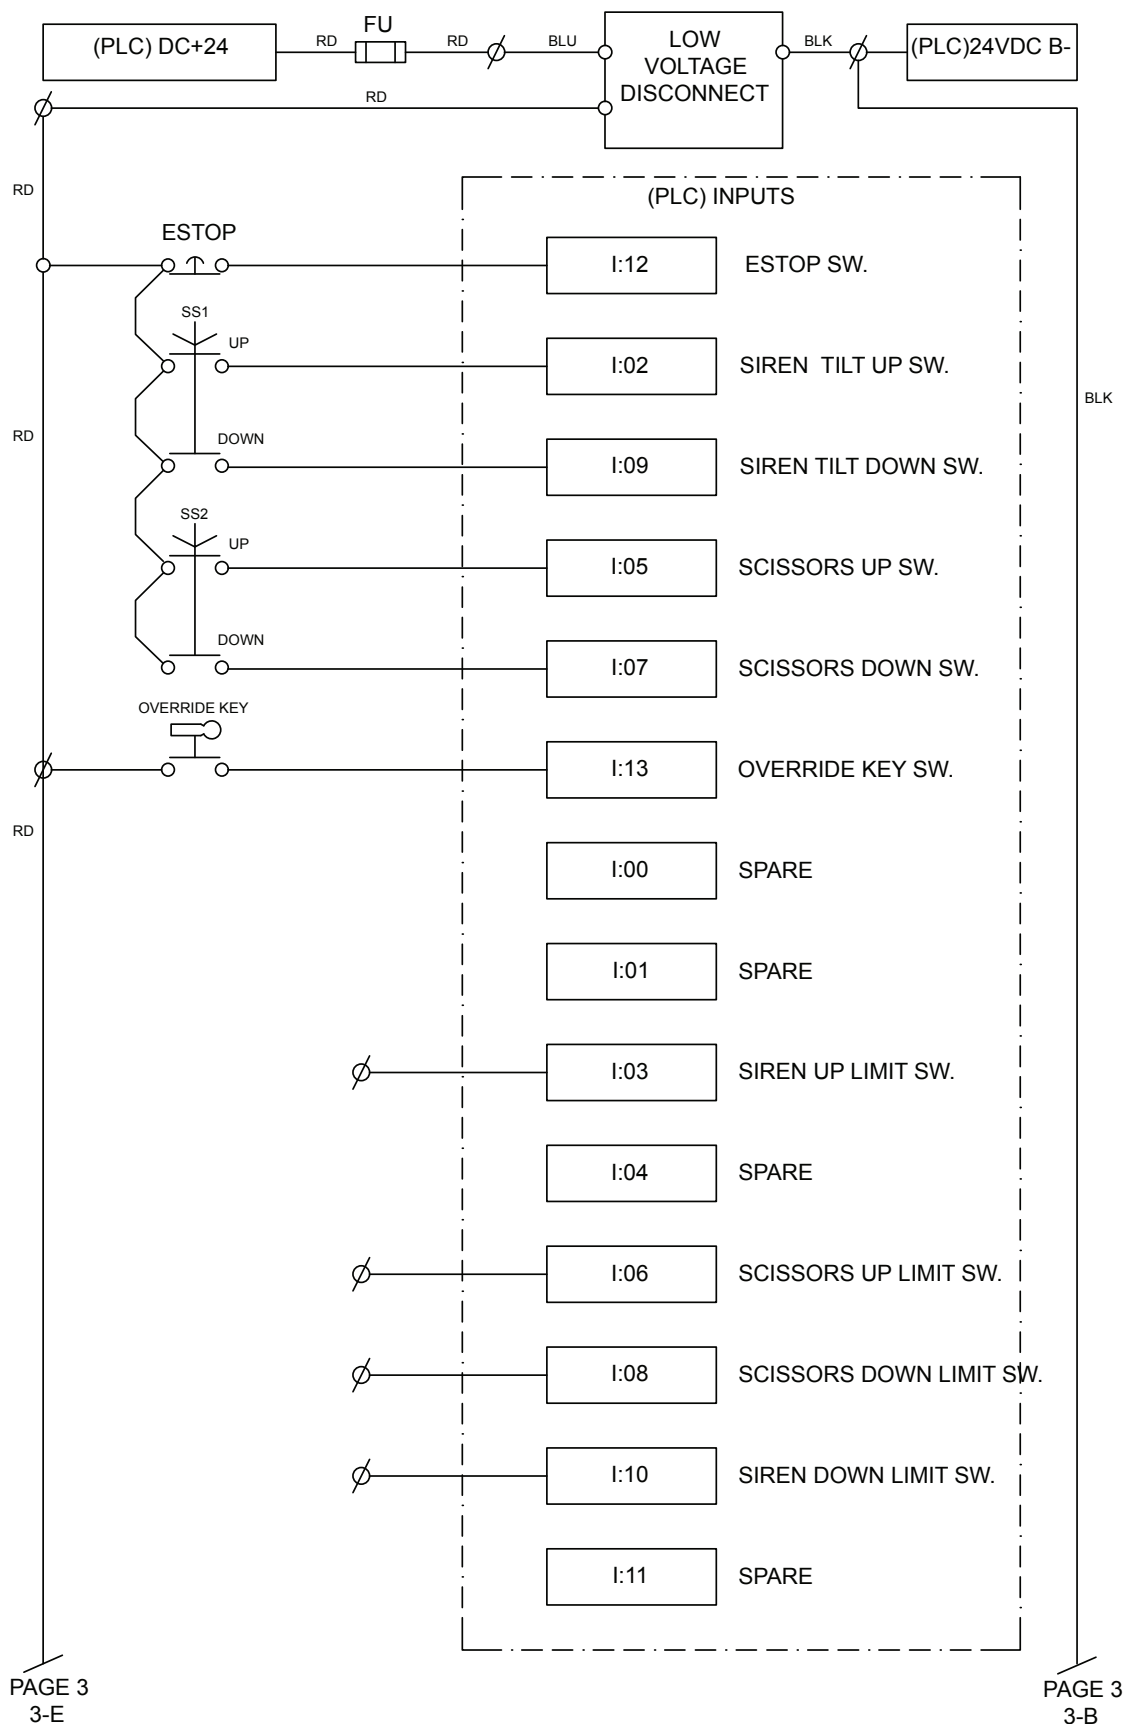 (PLC) DC+24
RD
FU
RD
BLU
LOW
VOLTAGE
DISCONNECT
BLK
(PLC)24VDC B-
RD
RD
(PLC) INPUTS
ESTOP
I:12
ESTOP SW.
SS1
UP
I:02
SIREN TILT UP SW.
BLK
RD
DOWN
I:09
SIREN TILT DOWN SW.
SS2
UP
I:05
SCISSORS UP SW.
DOWN
I:07
SCISSORS DOWN SW.
OVERRIDE KEY
I:13
OVERRIDE KEY SW.
RD
I:00
SPARE
I:01
SPARE
I:03
SIREN UP LIMIT SW.
I:04
SPARE
I:06
SCISSORS UP LIMIT SW.
I:08
SCISSORS DOWN LIMIT SW.
I:10
SIREN DOWN LIMIT SW.
I:11
SPARE
PAGE 3
3-E
PAGE 3
3-B